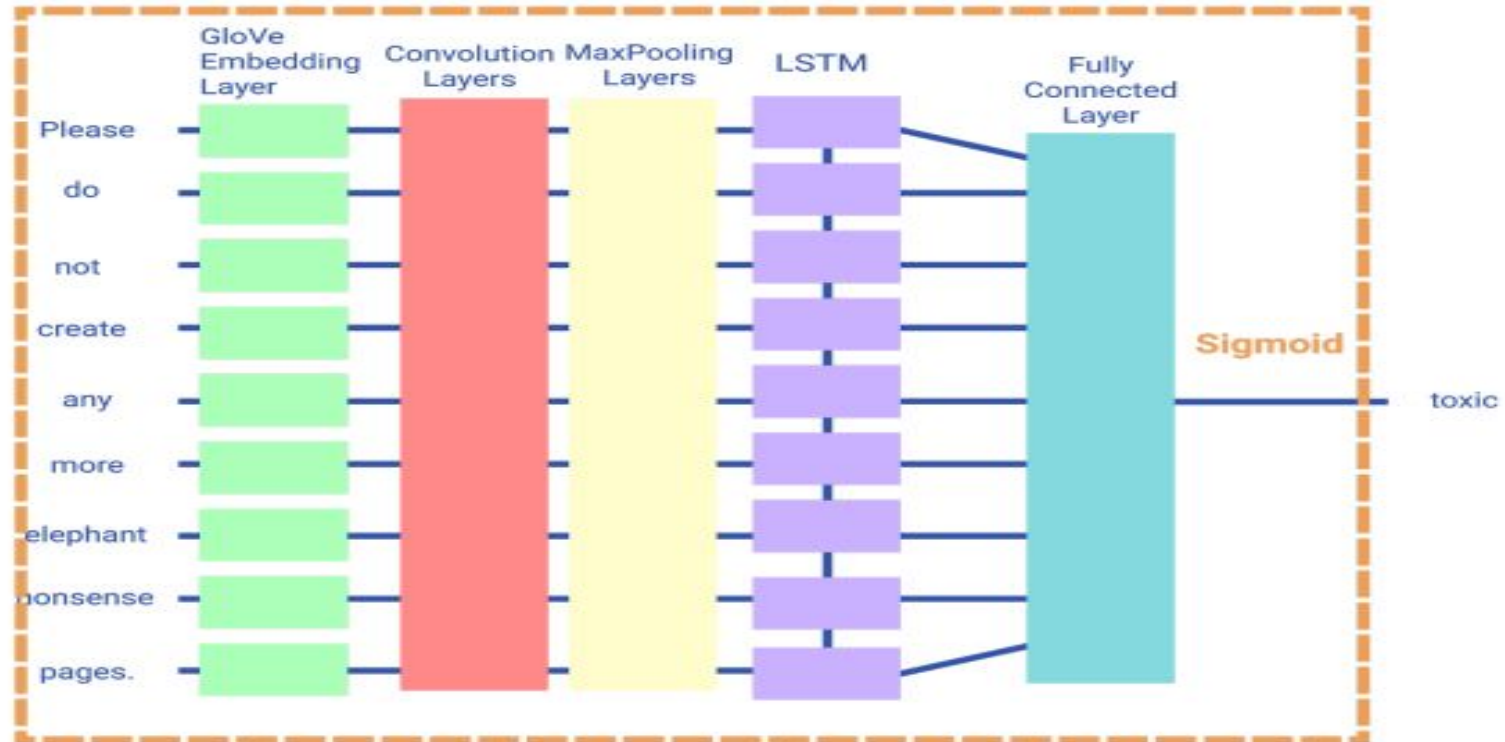 GloVe
Embedding
Layer
Convolution
Layers
MaxPooling
Layers
LSTM
Fully
Connected
Layer
Please
do
not
create
any
more
elephant
nonsense
pages.
Sigmoid
toxic